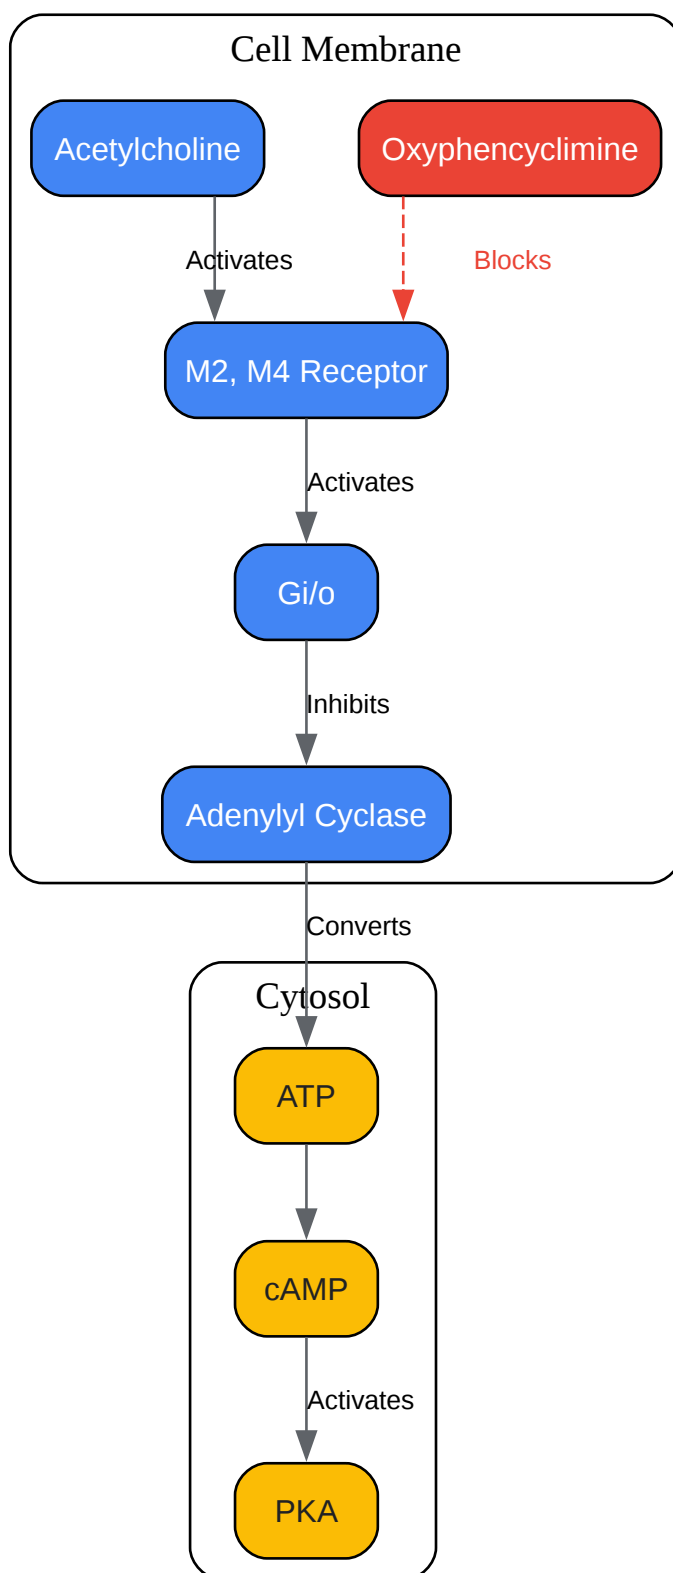 Cell Membrane
Acetylcholine
Oxyphencyclimine
Activates
Blocks
M2, M4 Receptor
Activates
Gi/o
Inhibits
Adenylyl Cyclase
Converts
Cytosol
ATP
cAMP
Activates
PKA